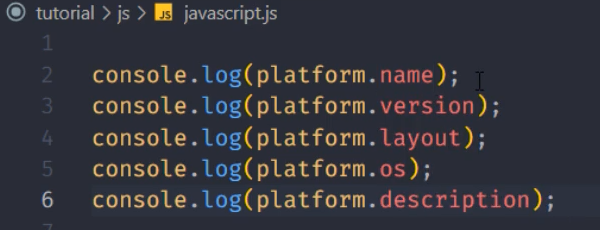 tutorial > js > JS javascript.js
1
2 console.log(platform.name);
3 console.log(platform.version);
4 console.log(platform.layout);
5 console.log(platform.os);
6 console.log(platform.description);